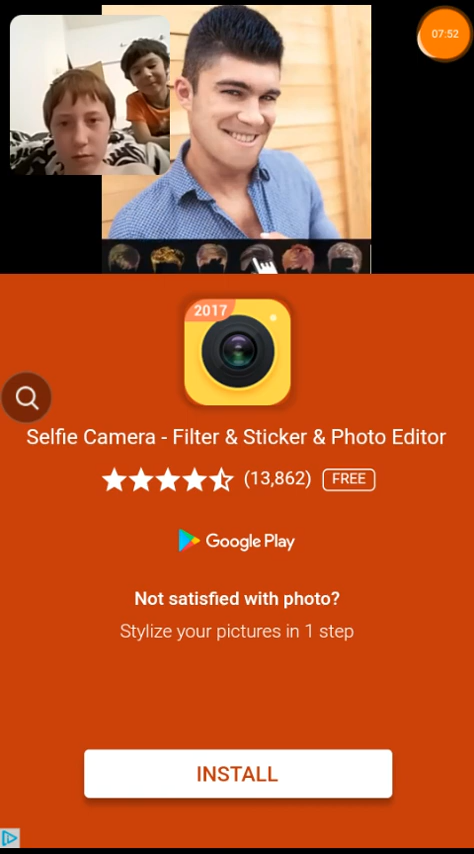 07:52
2017
Selfie Camera - Filter & Sticker & Photo Editor
(13,862) FREE
Google Play
Not satisfied with photo?
Stylize your pictures in 1 step
INSTALL